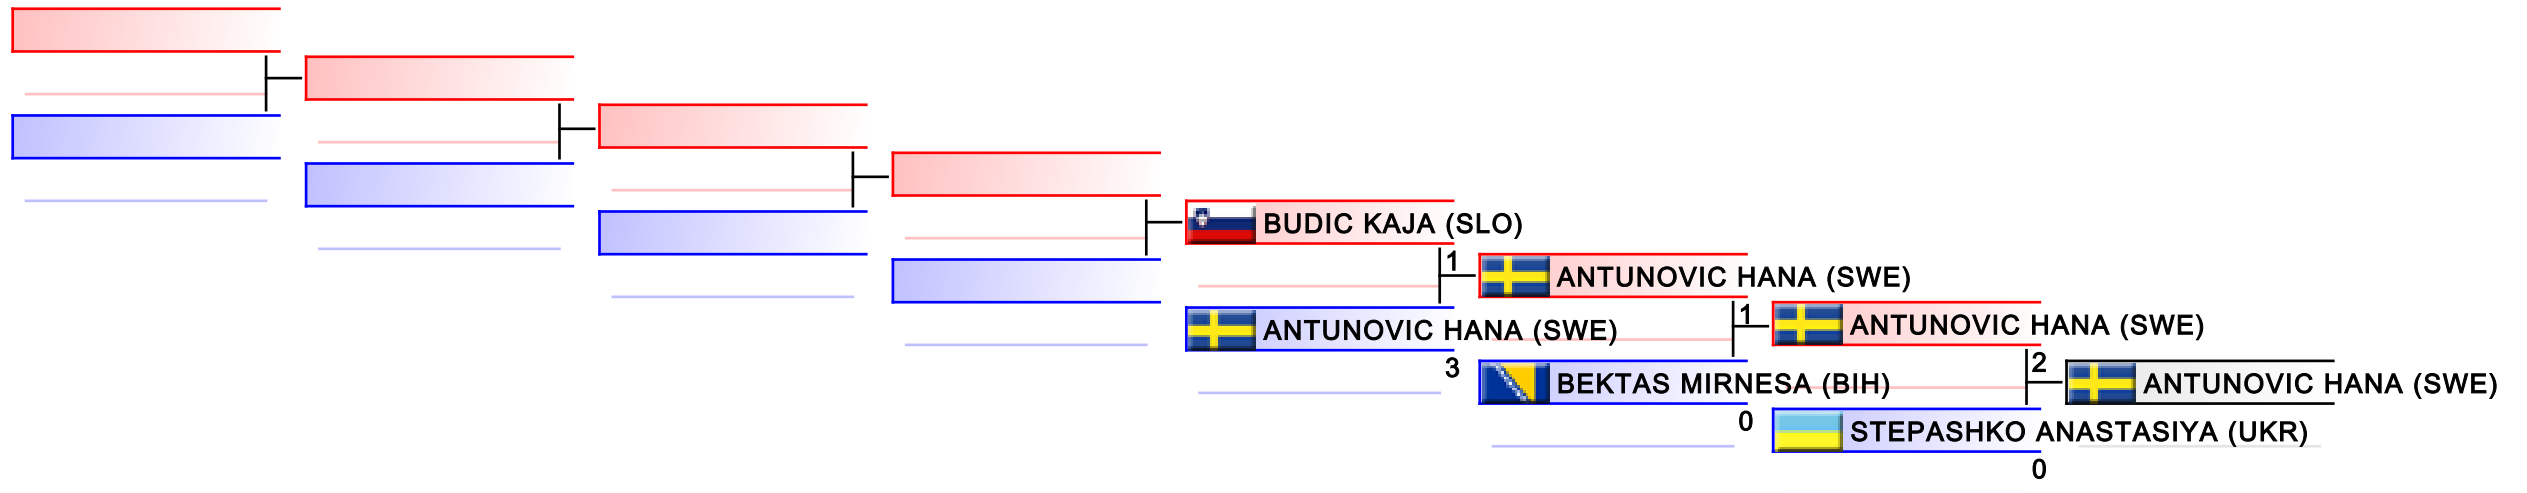 BUDIC KAJA (SLO)
1
ANTUNOVIC HANA (SWE)
3
ANTUNOVIC HANA (SWE)
1
BEKTAS MIRNESA (BIH)
0
ANTUNOVIC HANA (SWE)
2
STEPASHKO ANASTASIYA (UKR)
0
ANTUNOVIC HANA (SWE)